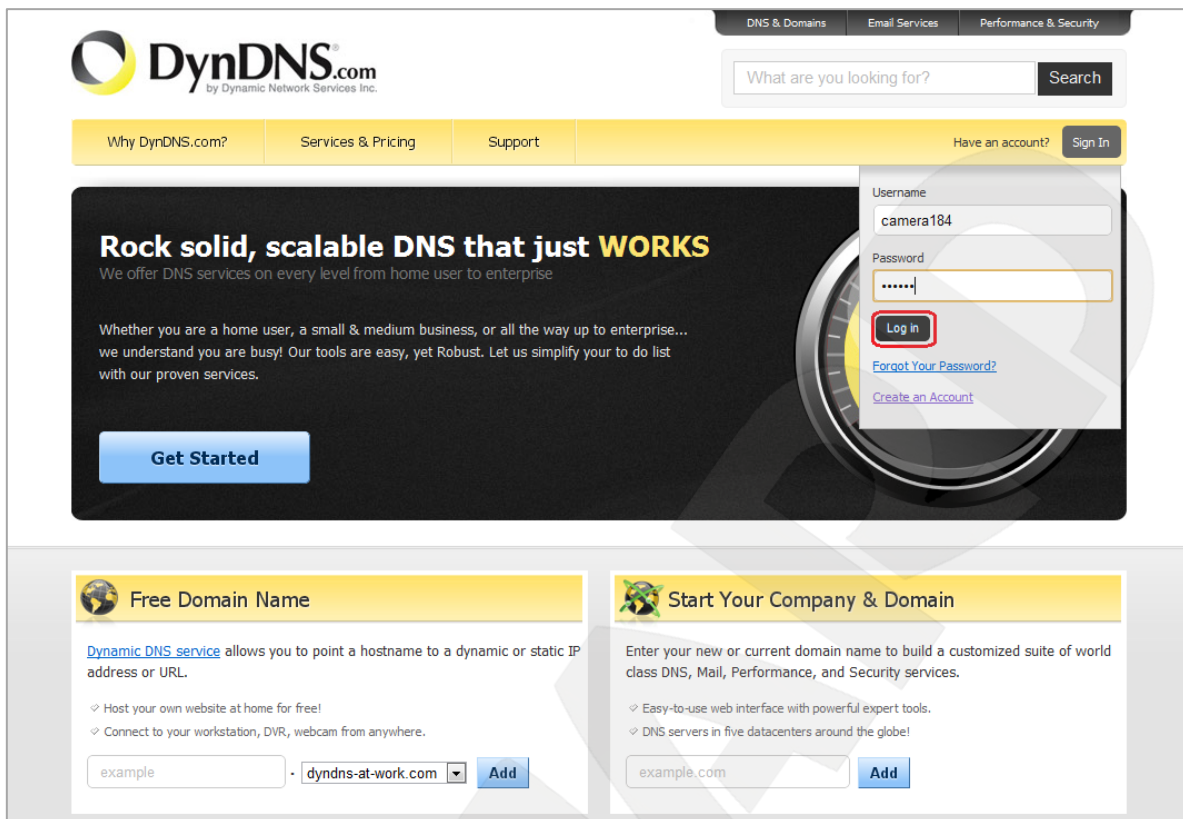 DNS & Domains Email Services Performance & Security
DynDNS.com
by Dynamic Network Services Inc.
What are you looking for? Search
Why DynDNS.com? Services & Pricing Support Have an account? Sign In
Username
camera184
Password
••••••
Log in
Forgot Your Password?
Create an Account
Rock solid, scalable DNS that just WORKS
We offer DNS services on every level from home user to enterprise
Whether you are a home user, a small & medium business, or all the way up to enterprise...
we understand you are busy! Our tools are easy, yet Robust. Let us simplify your to do list
with our proven services.
Get Started
Free Domain Name
Dynamic DNS service allows you to point a hostname to a dynamic or static IP
address or URL.
Host your own website at home for free!
Connect to your workstation, DVR, webcam from anywhere.
example . dyndns-at-work.com Add
Start Your Company & Domain
Enter your new or current domain name to build a customized suite of world
class DNS, Mail, Performance, and Security services.
Easy-to-use web interface with powerful expert tools.
DNS servers in five datacenters around the globe!
example.com Add